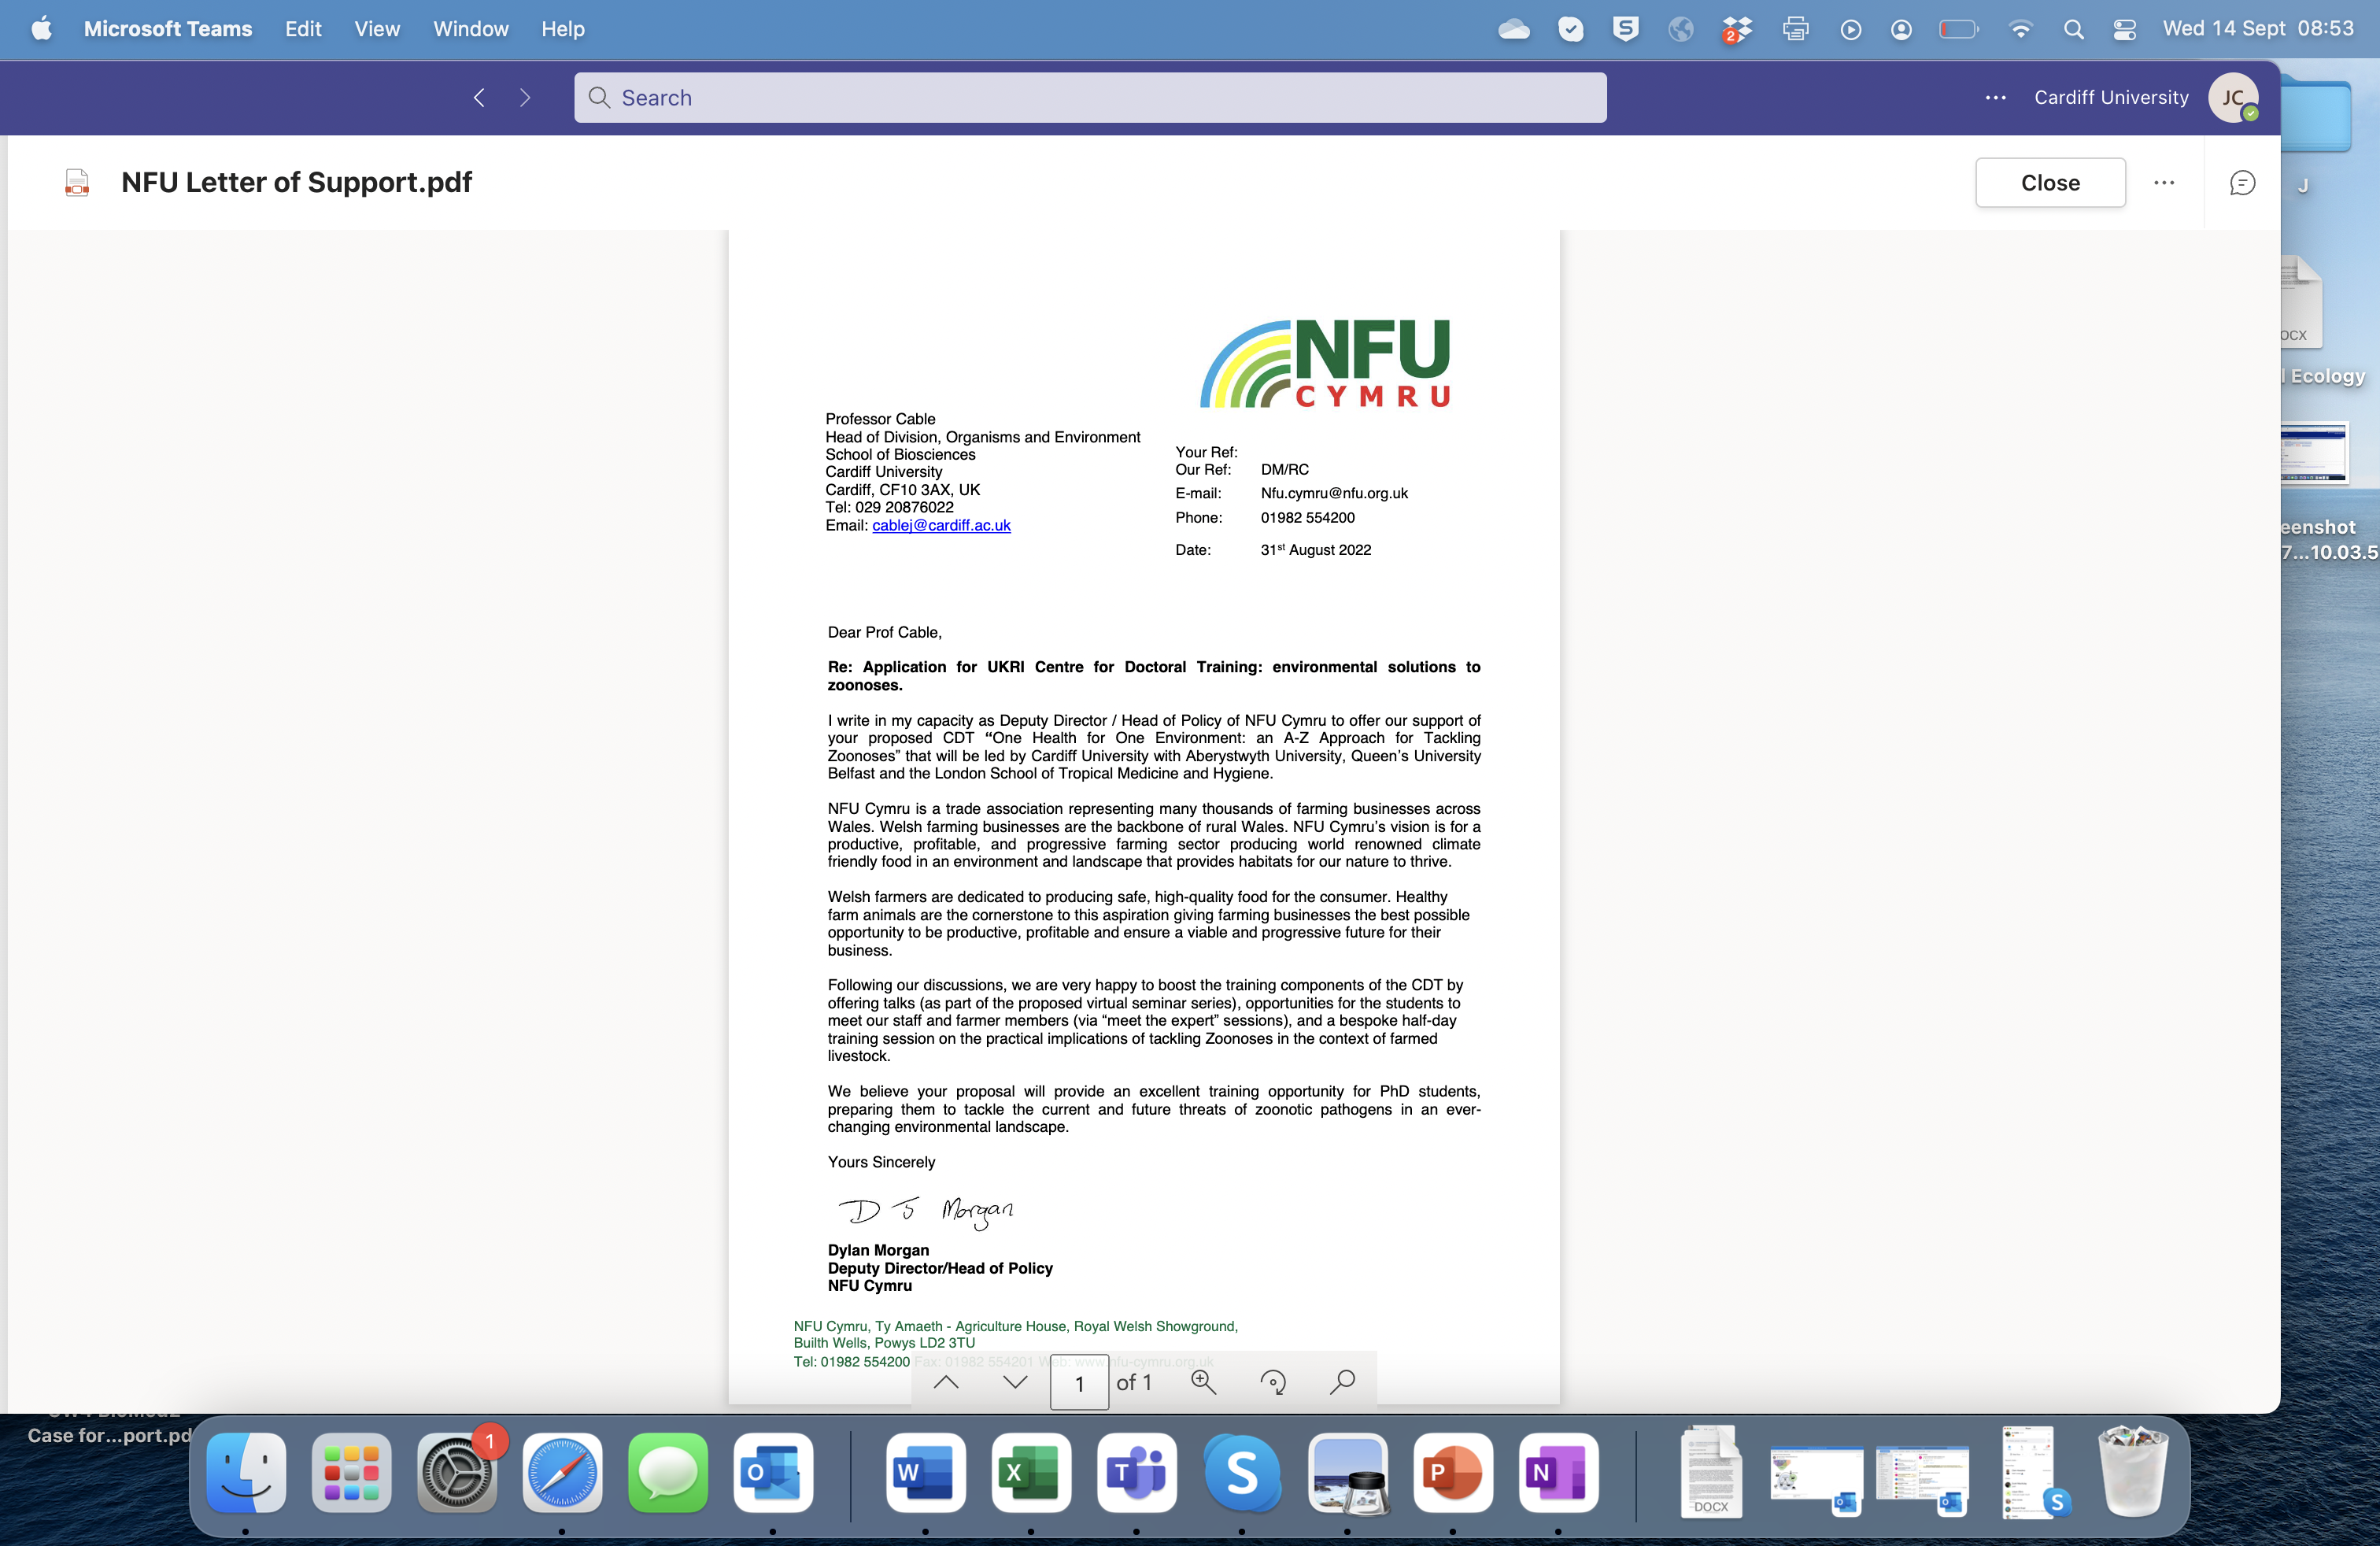 Microsoft Teams Edit View Window Help
2
Wed 14 Sept 08:53
Search
Cardiff University
JC
NFU Letter of Support.pdf
Close
J
OCX
l Ecology
eenshot
7...10.03.5
NFU
CYMRU
Professor Cable
Head of Division, Organisms and Environment
School of Biosciences
Cardiff University
Cardiff, CF10 3AX, UK
Tel: 029 20876022
Email: cablej@cardiff.ac.uk
Your Ref:
Our Ref: DM/RC
E-mail: Nfu.cymru@nfu.org.uk
Phone: 01982 554200
Date: 31st August 2022
Dear Prof Cable,
Re: Application for UKRI Centre for Doctoral Training: environmental solutions to
zoonoses.
I write in my capacity as Deputy Director / Head of Policy of NFU Cymru to offer our support of
your proposed CDT “One Health for One Environment: an A-Z Approach for Tackling
Zoonoses” that will be led by Cardiff University with Aberystwyth University, Queen’s University
Belfast and the London School of Tropical Medicine and Hygiene.
NFU Cymru is a trade association representing many thousands of farming businesses across
Wales. Welsh farming businesses are the backbone of rural Wales. NFU Cymru’s vision is for a
productive, profitable, and progressive farming sector producing world renowned climate
friendly food in an environment and landscape that provides habitats for our nature to thrive.
Welsh farmers are dedicated to producing safe, high-quality food for the consumer. Healthy
farm animals are the cornerstone to this aspiration giving farming businesses the best possible
opportunity to be productive, profitable and ensure a viable and progressive future for their
business.
Following our discussions, we are very happy to boost the training components of the CDT by
offering talks (as part of the proposed virtual seminar series), opportunities for the students to
meet our staff and farmer members (via “meet the expert” sessions), and a bespoke half-day
training session on the practical implications of tackling Zoonoses in the context of farmed
livestock.
We believe your proposal will provide an excellent training opportunity for PhD students,
preparing them to tackle the current and future threats of zoonotic pathogens in an ever-
changing environmental landscape.
Yours Sincerely
D J Morgan
Dylan Morgan
Deputy Director/Head of Policy
NFU Cymru
NFU Cymru, Ty Amaeth - Agriculture House, Royal Welsh Showground,
Builth Wells, Powys LD2 3TU
Tel: 01982 554200 Fax: 01982 554201 Web: www.nfu-cymru.org.uk
1 of 1
Case for...port.pd
1
DOCX